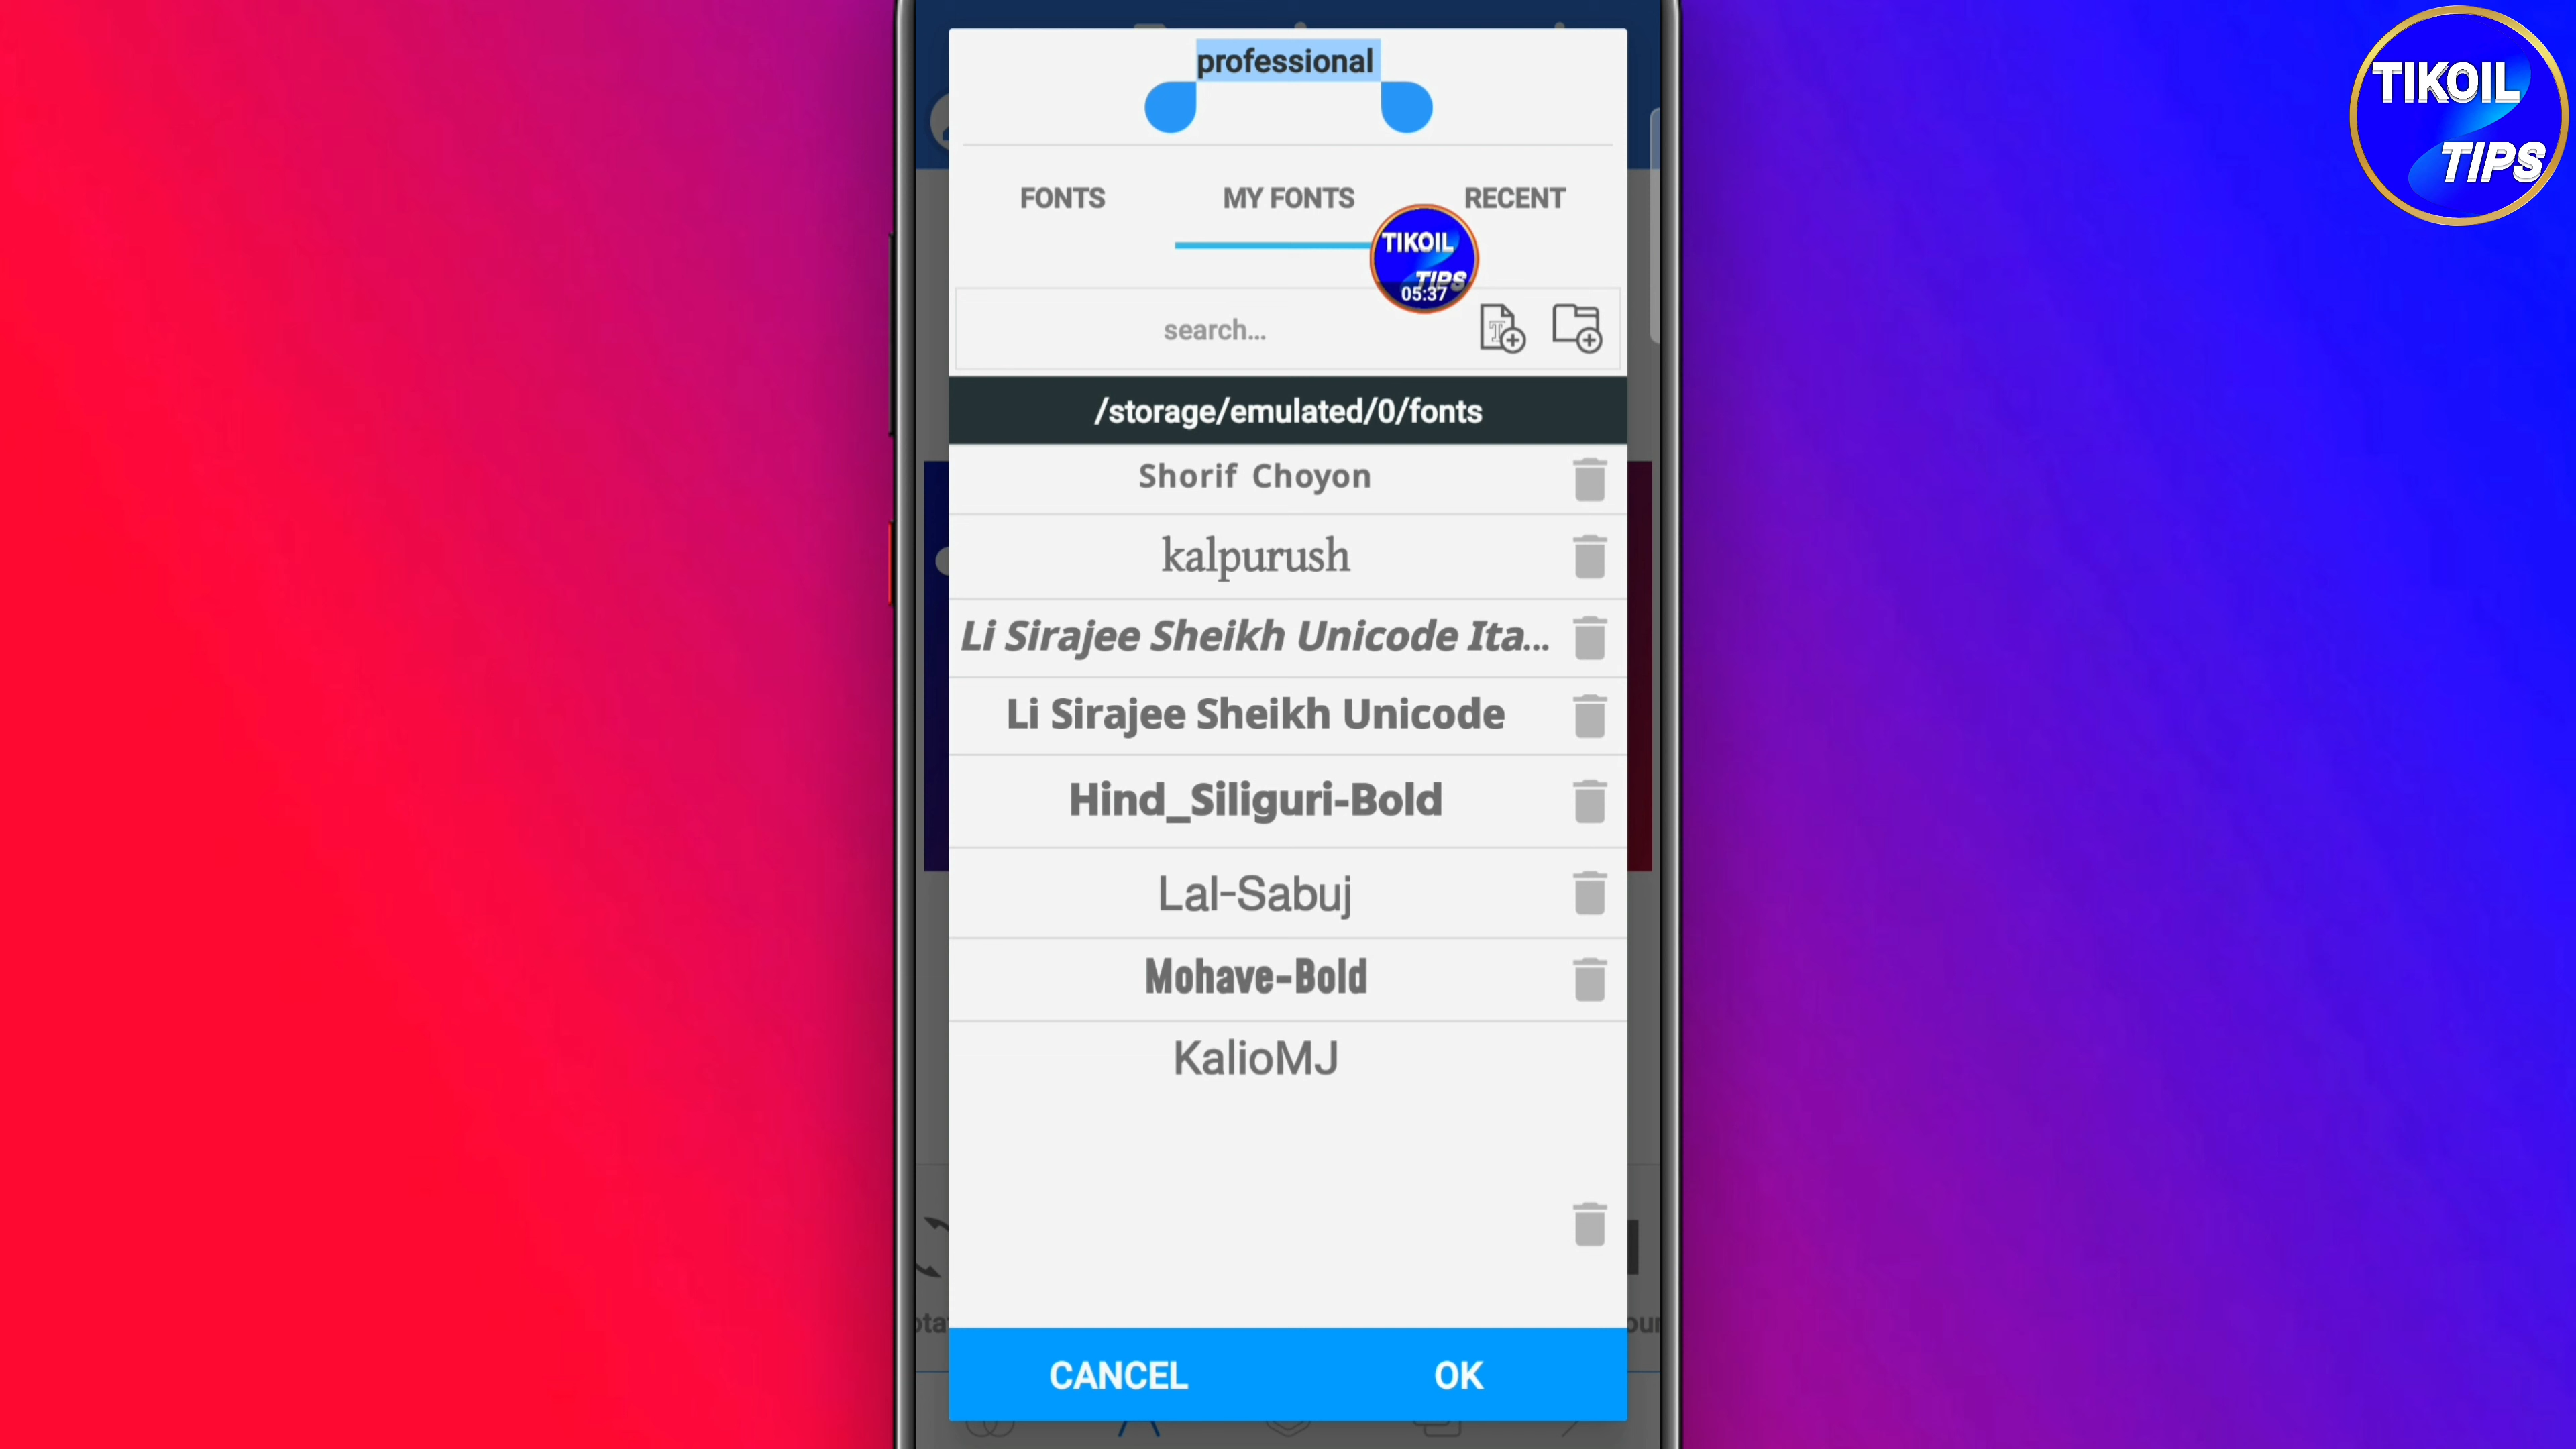 TIKOIL
TIPS
professional
FONTS
MY FONTS
RECENT
TIKOIL
TIPS
05:37
search...
/storage/emulated/0/fonts
Shorif Choyon
kalpurush
Li Sirajee Sheikh Unicode Ita...
Li Sirajee Sheikh Unicode
Hind_Siliguri-Bold
Lal-Sabuj
Mohave-Bold
KalioMJ
CANCEL
OK